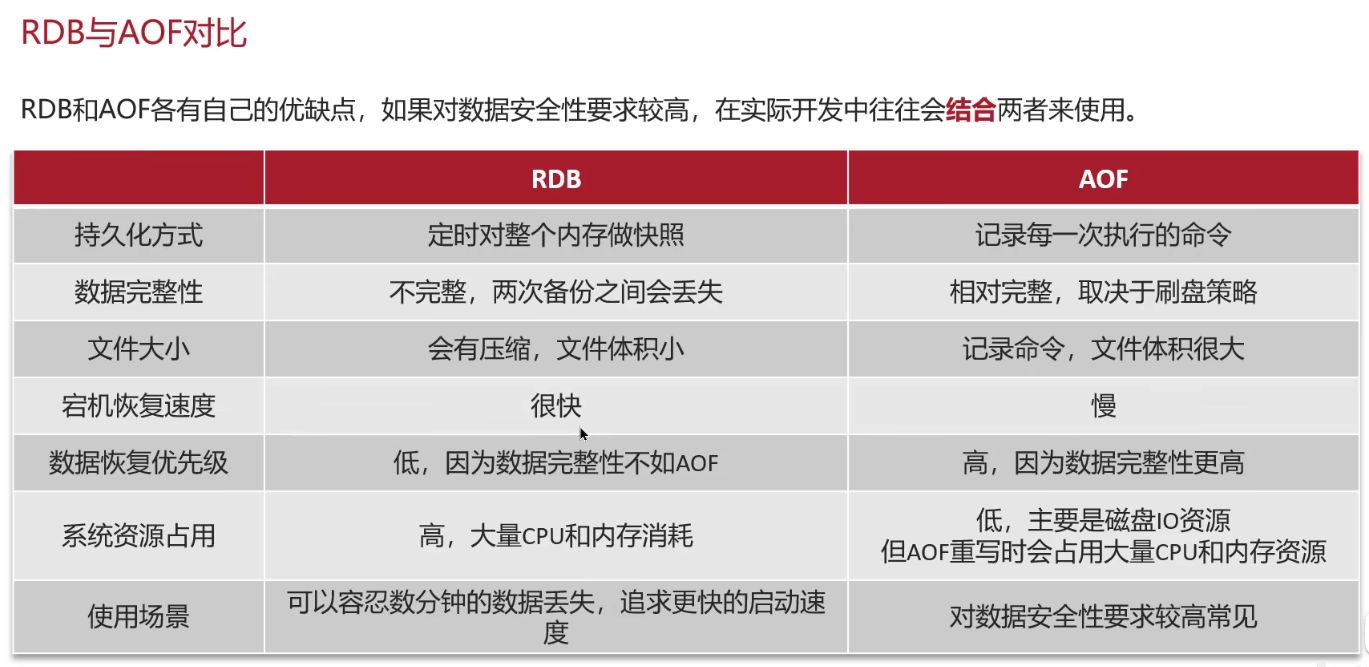 RDB与AOF对比
RDB和AOF各有自己的优缺点，如果对数据安全性要求较高，在实际开发中往往会结合两者来使用。
RDB AOF
持久化方式 定时对整个内存做快照 记录每一次执行的命令
数据完整性 不完整，两次备份之间会丢失 相对完整，取决于刷盘策略
文件大小 会有压缩，文件体积小 记录命令，文件体积很大
宕机恢复速度 很快 慢
数据恢复优先级 低，因为数据完整性不如AOF 高，因为数据完整性更高
系统资源占用 高，大量CPU和内存消耗 低，主要是磁盘IO资源
但AOF重写时会占用大量CPU和内存资源
使用场景 可以容忍数分钟的数据丢失，追求更快的启动速
度 对数据安全性要求较高常见